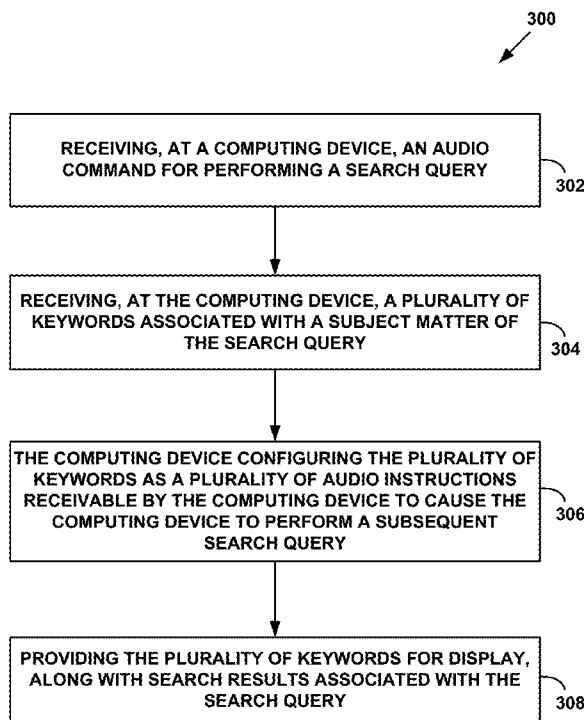 300
RECEIVING, AT A COMPUTING DEVICE, AN AUDIO
COMMAND FOR PERFORMING A SEARCH QUERY
302
RECEIVING, AT THE COMPUTING DEVICE, A PLURALITY OF
KEYWORDS ASSOCIATED WITH A SUBJECT MATTER OF
THE SEARCH QUERY
304
THE COMPUTING DEVICE CONFIGURING THE PLURALITY OF
KEYWORDS AS A PLURALITY OF AUDIO INSTRUCTIONS
RECEIVABLE BY THE COMPUTING DEVICE TO CAUSE THE
COMPUTING DEVICE TO PERFORM A SUBSEQUENT
SEARCH QUERY
306
PROVIDING THE PLURALITY OF KEYWORDS FOR DISPLAY,
ALONG WITH SEARCH RESULTS ASSOCIATED WITH THE
SEARCH QUERY
308